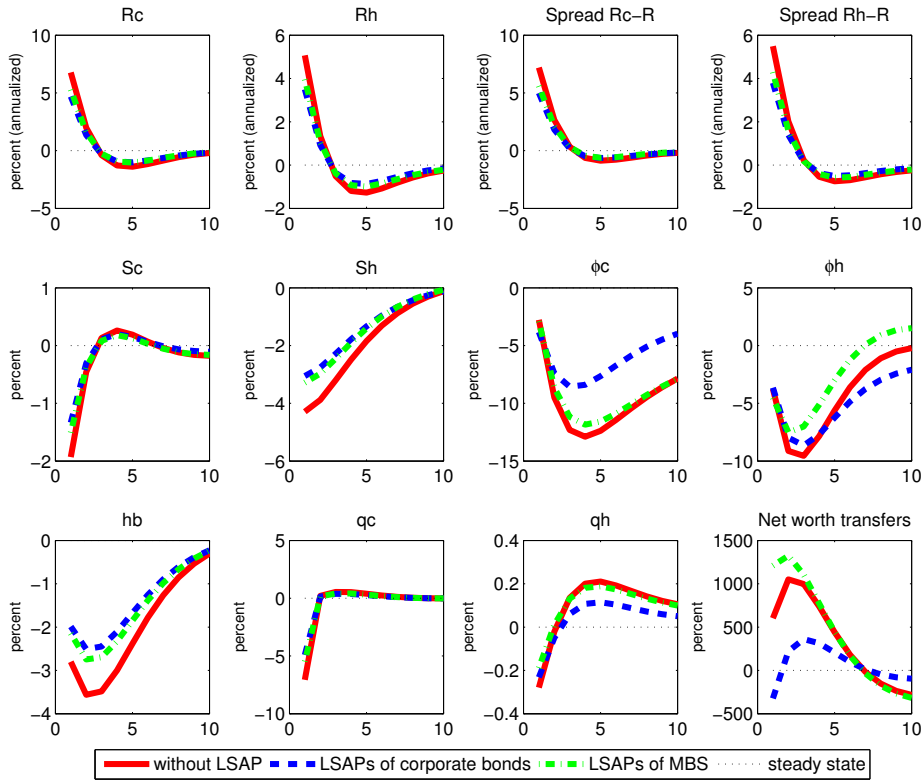 Rc
Rh
Spread Rc−R
Spread Rh−R
percent (annualized)
10
5
0
−5
0 5 10
percent (annualized)
6
4
2
0
−2
0 5 10
percent (annualized)
10
5
0
−5
0 5 10
percent (annualized)
6
4
2
0
−2
0 5 10
Sc
Sh
ϕc
ϕh
percent
1
0
−1
−2
0 5 10
percent
0
−2
−4
−6
0 5 10
percent
0
−5
−10
−15
0 5 10
percent
5
0
−5
−10
0 5 10
hb
qc
qh
Net worth transfers
percent
0
−1
−2
−3
−4
0 5 10
percent
5
0
−5
−10
0 5 10
percent
0.4
0.2
0
−0.2
−0.4
0 5 10
percent
1500
1000
500
0
−500
0 5 10
without LSAP LSAPs of corporate bonds LSAPs of MBS steady state